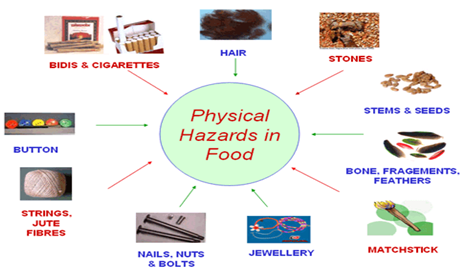 HAIR
BIDIS & CIGARETTES
STONES
STEMS & SEEDS
Physical
Hazards in
Food
BUTTON
BONE, FRAGEMENTS,
FEATHERS
STRINGS,
JUTE
FIBRES
NAILS, NUTS
& BOLTS
JEWELLERY
MATCHSTICK